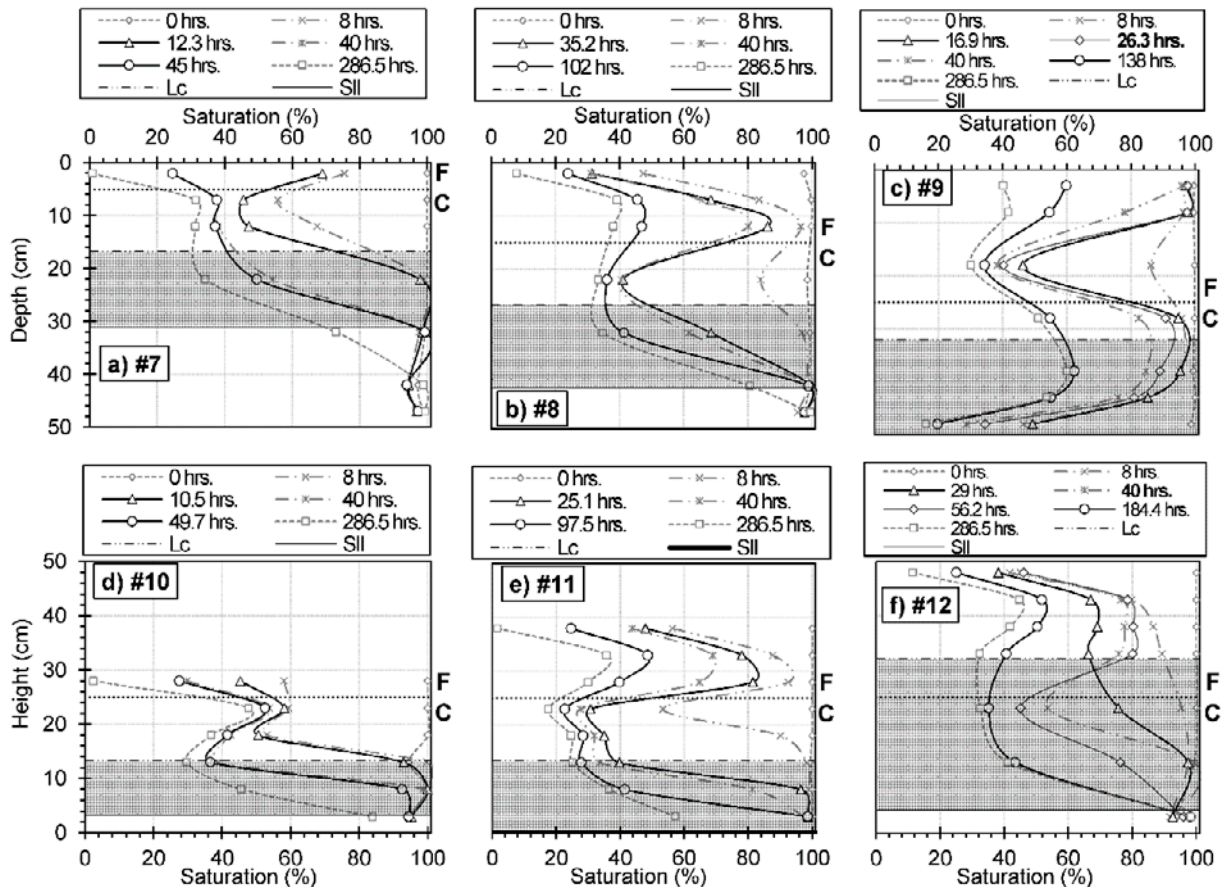 0 hrs. 8 hrs.
12.3 hrs. 40 hrs.
45 hrs. 286.5 hrs.
Lc SII
Saturation (%)
0 20 40 60 80 100
0
10
20
30
40
50
Depth (cm)
F
C
a) #7
0 hrs. 8 hrs.
35.2 hrs. 40 hrs.
102 hrs. 286.5 hrs.
Lc SII
Saturation (%)
0 20 40 60 80 100
F
C
b) #8
0 hrs. 8 hrs.
16.9 hrs. 26.3 hrs.
40 hrs. 138 hrs.
286.5 hrs. Lc
SII
Saturation (%)
0 20 40 60 80 100
c) #9
F
C
0 hrs. 8 hrs.
10.5 hrs. 40 hrs.
49.7 hrs. 286.5 hrs.
Lc SII
50
40
30
20
10
0
Height (cm)
d) #10
F
C
0 20 40 60 80 100
Saturation (%)
0 hrs. 8 hrs.
25.1 hrs. 40 hrs.
97.5 hrs. 286.5 hrs.
Lc SII
e) #11
F
C
0 20 40 60 80 100
Saturation (%)
0 hrs. 8 hrs.
29 hrs. 40 hrs.
56.2 hrs. 184.4 hrs.
286.5 hrs. Lc
SII
f) #12
F
C
0 20 40 60 80 100
Saturation (%)